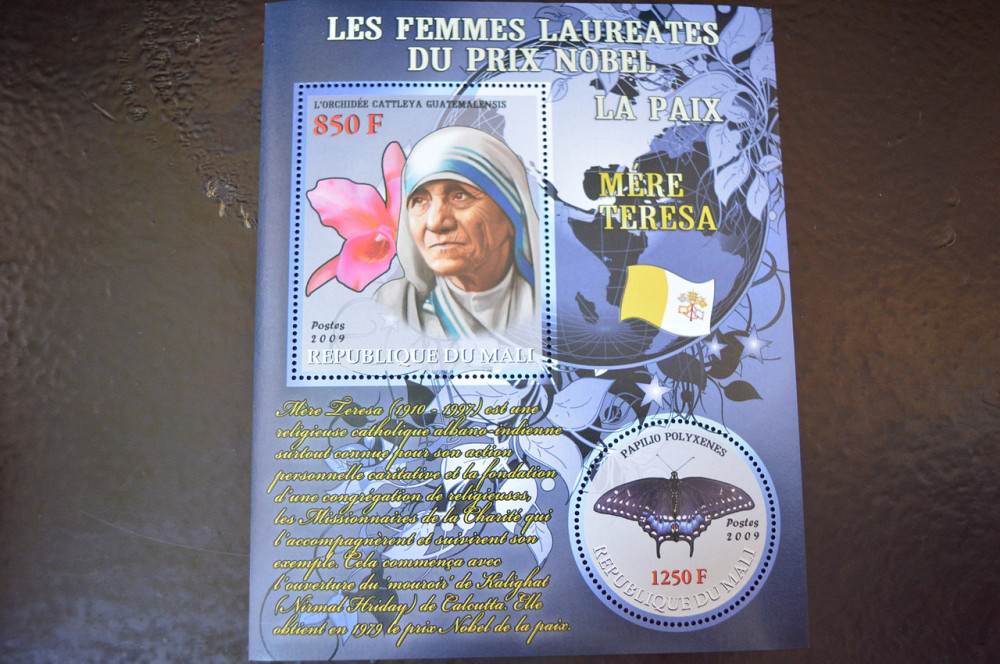 LES FEMMES LAUREATES
DU PRIX NOBEL
LA PAIX
MÉRE
TERESA
L'ORCHIDÉE CATTLEYA GUATEMALENSIS
850 F
Postes
2009
REPUBLIQUE DU MALI
Mère Teresa (1910 - 1997) est une
religieuse catholique albano-indienne
surtout connue pour son action
personnelle caritative et la fondation
d'une congrégation de religieuses,
les Missionnaires de la Charité qui
l'accompagnèrent et suivirent son
exemple. Cela commença avec
l'ouverture du 'mouroir' de Kalighat
(Nirmal Hriday) de Calcutta. Elle
obtient en 1979 le prix Nobel de la paix.
PAPILIO POLYXENES
Postes
2009
1250 F
REPUBLIQUE DU MALI